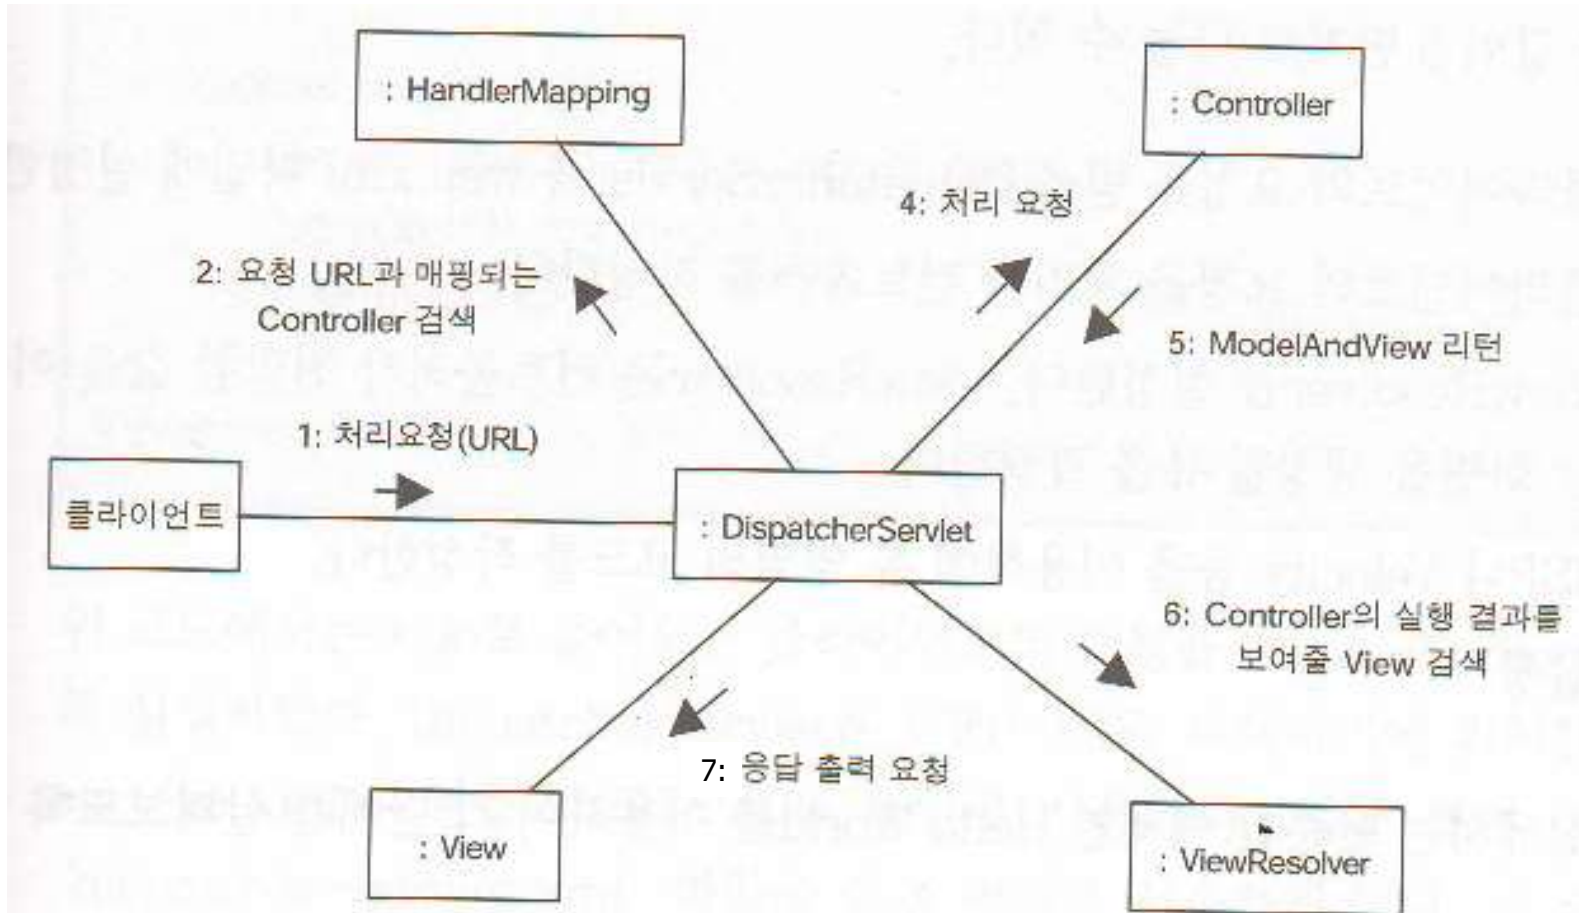 : HandlerMapping
: Controller
4: 처리 요청
2: 요청 URL과 매핑되는
Controller 검색
5: ModelAndView 리턴
1: 처리요청(URL)
클라이언트
: DispatcherServlet
6: Controller의 실행 결과를
보여줄 View 검색
7: 응답 출력 요청
: View
: ViewResolver